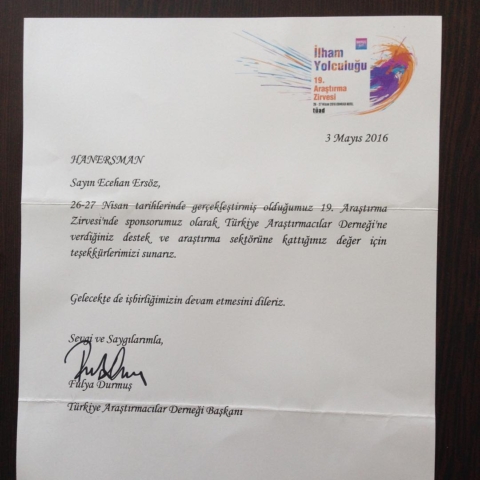 İlham
Yolculuğu
19.
Araştırma
Zirvesi
tüad
3 Mayıs 2016
HANERSMAN
Sayın Ecehan Ersöz,
26-27 Nisan tarihlerinde gerçekleştirmiş olduğumuz 19. Araştırma
Zirvesi'nde sponsorumuz olarak Türkiye Araştırmacılar Derneği'ne
verdiğiniz destek ve araştırma sektörüne kattığınız değer için
teşekkürlerimizi sunarız.
Gelecekte de işbirliğimizin devam etmesini dileriz.
Sevgi ve Saygılarımla,
Fulya Durmuş
Türkiye Araştırmacılar Derneği Başkanı